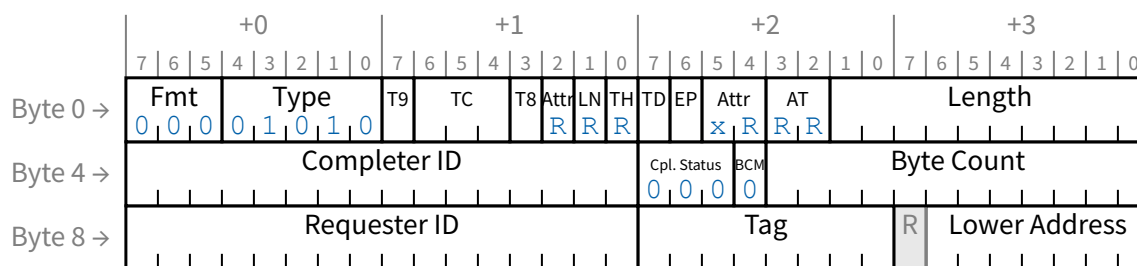 +0 +1 +2 +3
7 6 5 4 3 2 1 0 7 6 5 4 3 2 1 0 7 6 5 4 3 2 1 0 7 6 5 4 3 2 1 0
Byte 0 → Fmt Type T9 TC T8 Attr LN TH TD EP Attr AT Length
0 0 0 0 1 0 1 0 R R R x R R R
Byte 4 → Completer ID Cpl. Status BCM Byte Count
0 0 0 0
Byte 8 → Requester ID Tag R Lower Address